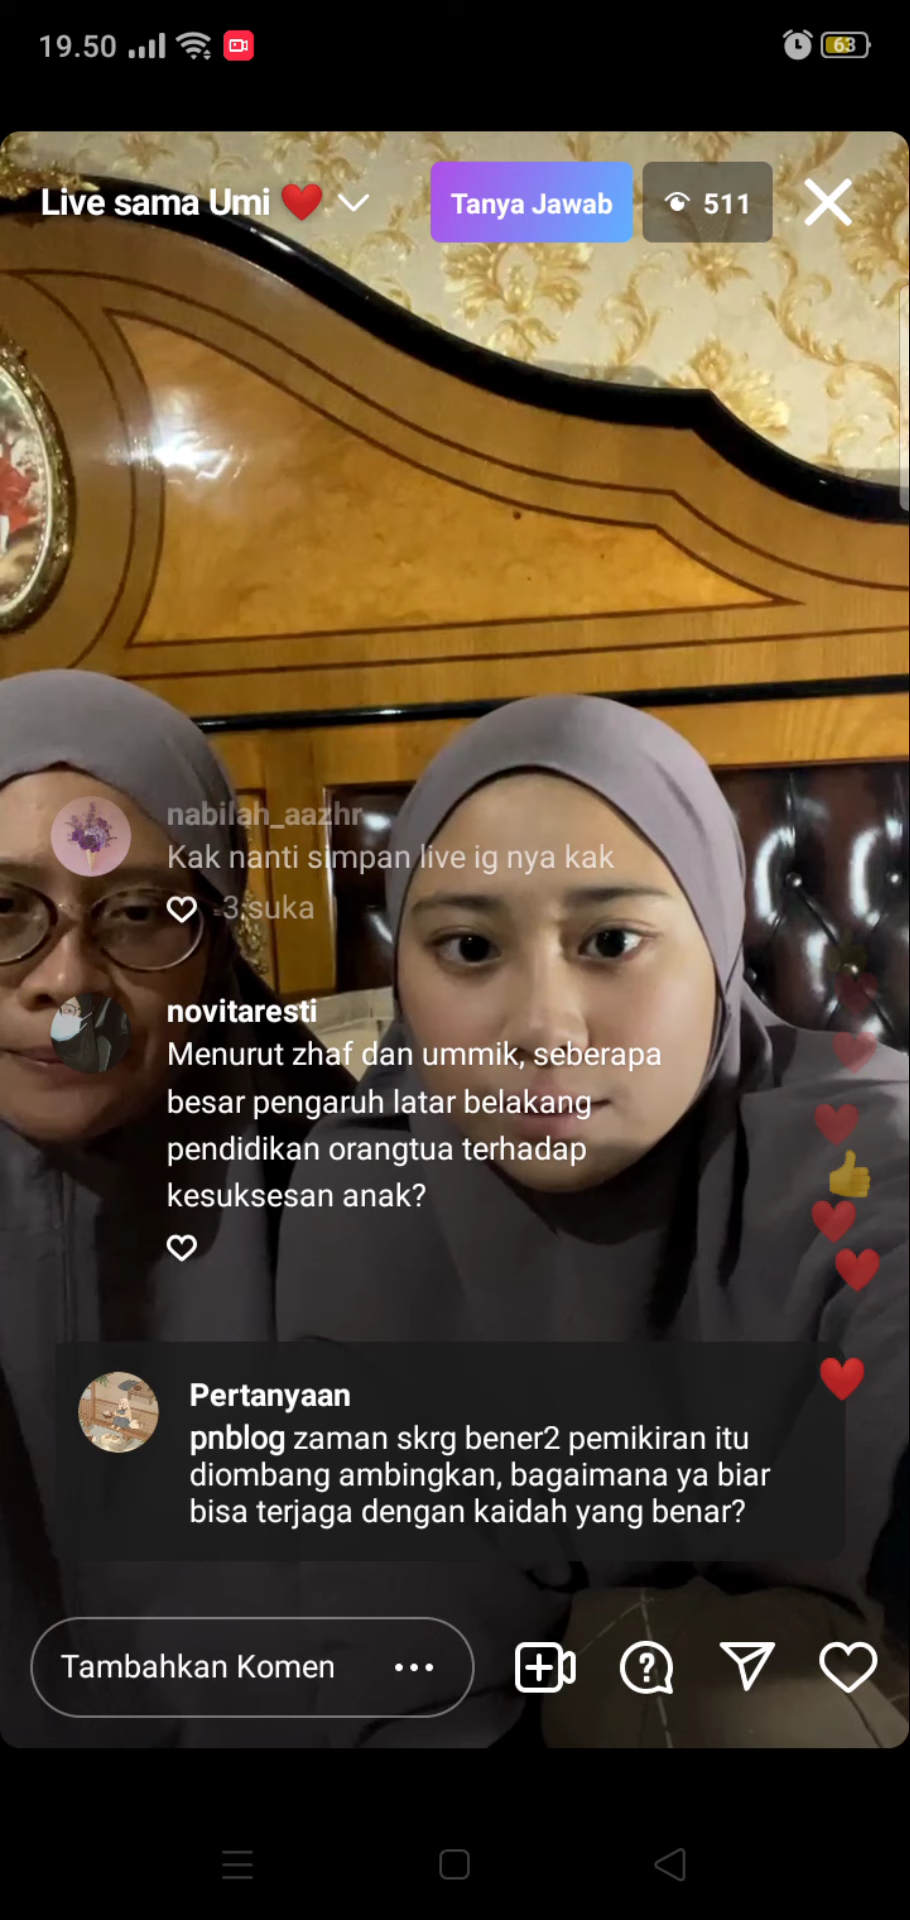 19.50
63
Live sama Umi ❤️
Tanya Jawab
511
nabilah_aazhr
Kak nanti simpan live ig nya kak
3 suka
novitaresti
Menurut zhaf dan ummik, seberapa
besar pengaruh latar belakang
pendidikan orangtua terhadap
kesuksesan anak?
Pertanyaan
pnblog zaman skrg bener2 pemikiran itu
diombang ambingkan, bagaimana ya biar
bisa terjaga dengan kaidah yang benar?
Tambahkan Komen